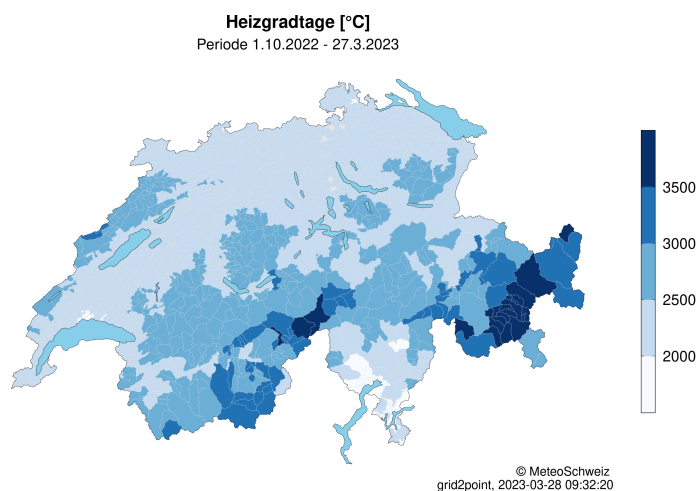 Heizgradtage [°C]
Periode 1.10.2022 - 27.3.2023
3500
3000
2500
2000
© MeteoSchweiz
grid2point, 2023-03-28 09:32:20